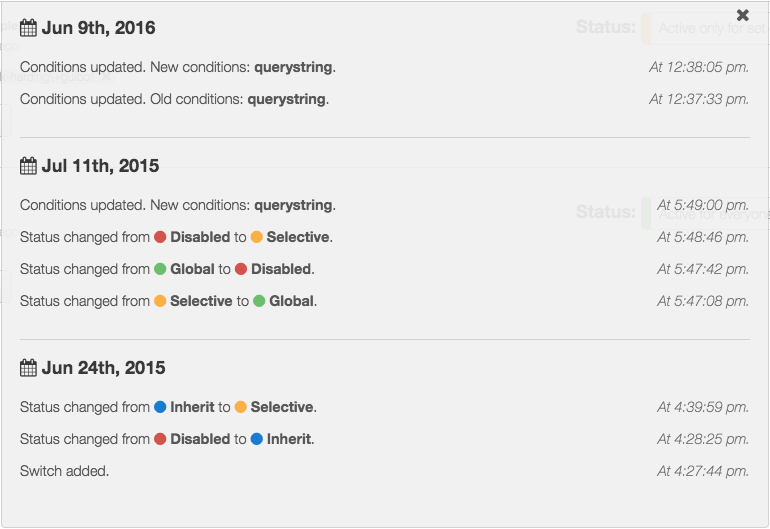 Jun 9th, 2016
Status:
Active only for set
Conditions updated. New conditions: querystring.
At 12:38:05 pm.
Conditions updated. Old conditions: querystring.
At 12:37:33 pm.
Jul 11th, 2015
Conditions updated. New conditions: querystring.
At 5:49:00 pm.
Status:
Active for everyone
Status changed from Disabled to Selective.
At 5:48:46 pm.
Status changed from Global to Disabled.
At 5:47:42 pm.
Status changed from Selective to Global.
At 5:47:08 pm.
Jun 24th, 2015
Status changed from Inherit to Selective.
At 4:39:59 pm.
Status changed from Disabled to Inherit.
At 4:28:25 pm.
Switch added.
At 4:27:44 pm.